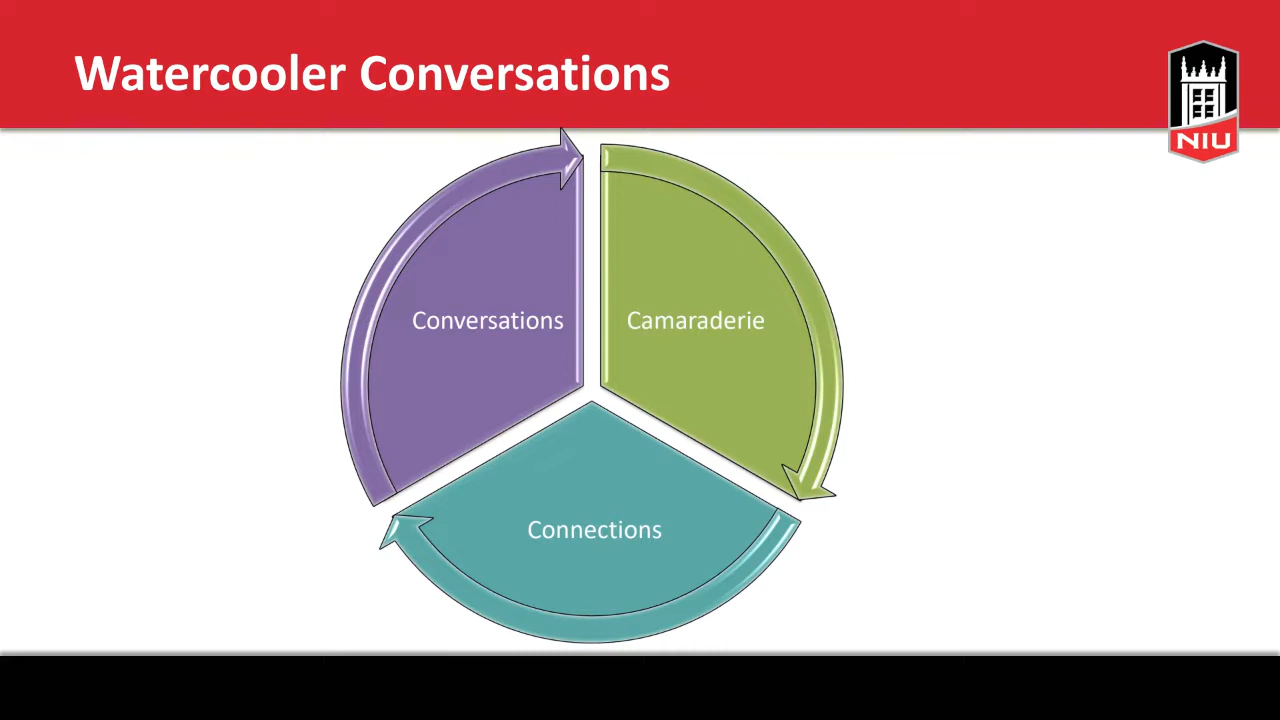 Watercooler Conversations
NIU
Conversations
Camaraderie
Connections